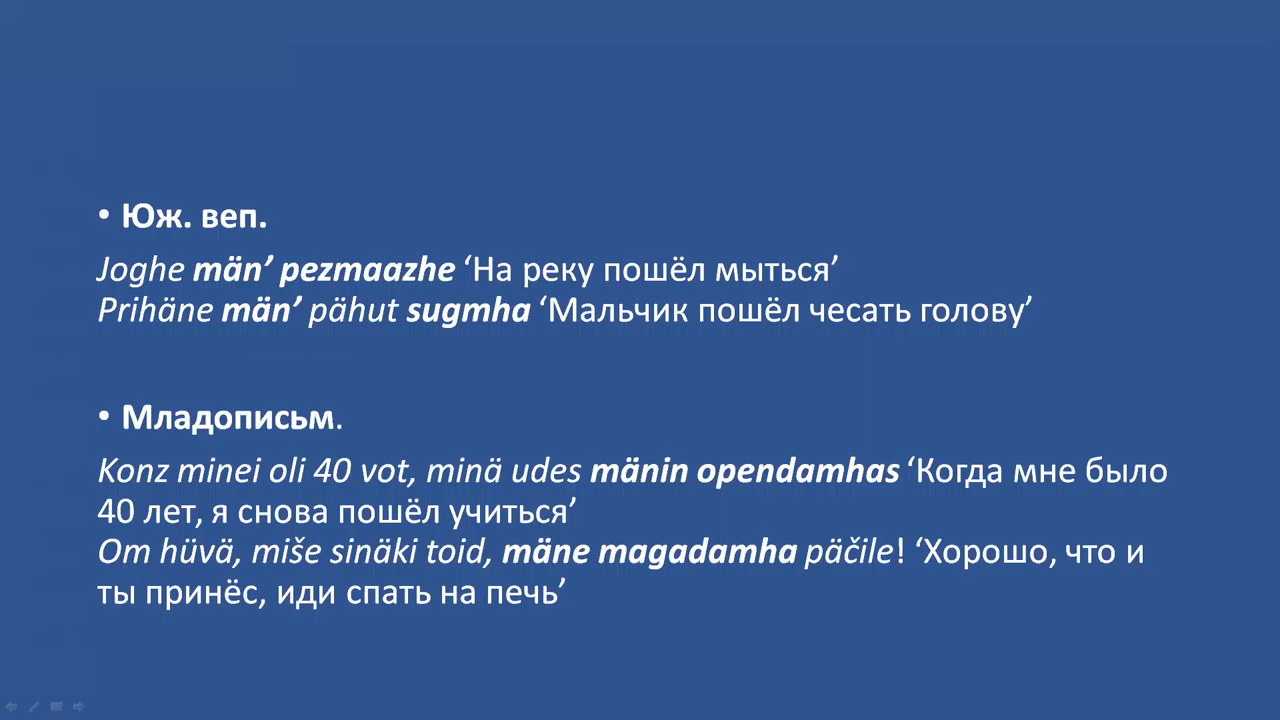 • Юж. веп.
Joghe män’ pezmaazhe ‘На реку пошёл мыться’
Prihäne män’ pähut sugmha ‘Мальчик пошёл чесать голову’
• Младописьм.
Konz minei oli 40 vot, minä udes mänin opendamhas ‘Когда мне было
40 лет, я снова пошёл учиться’
Om hüvä, miše sinäki toid, mäne magadamha päčile! ‘Хорошо, что и
ты принёс, иди спать на печь’